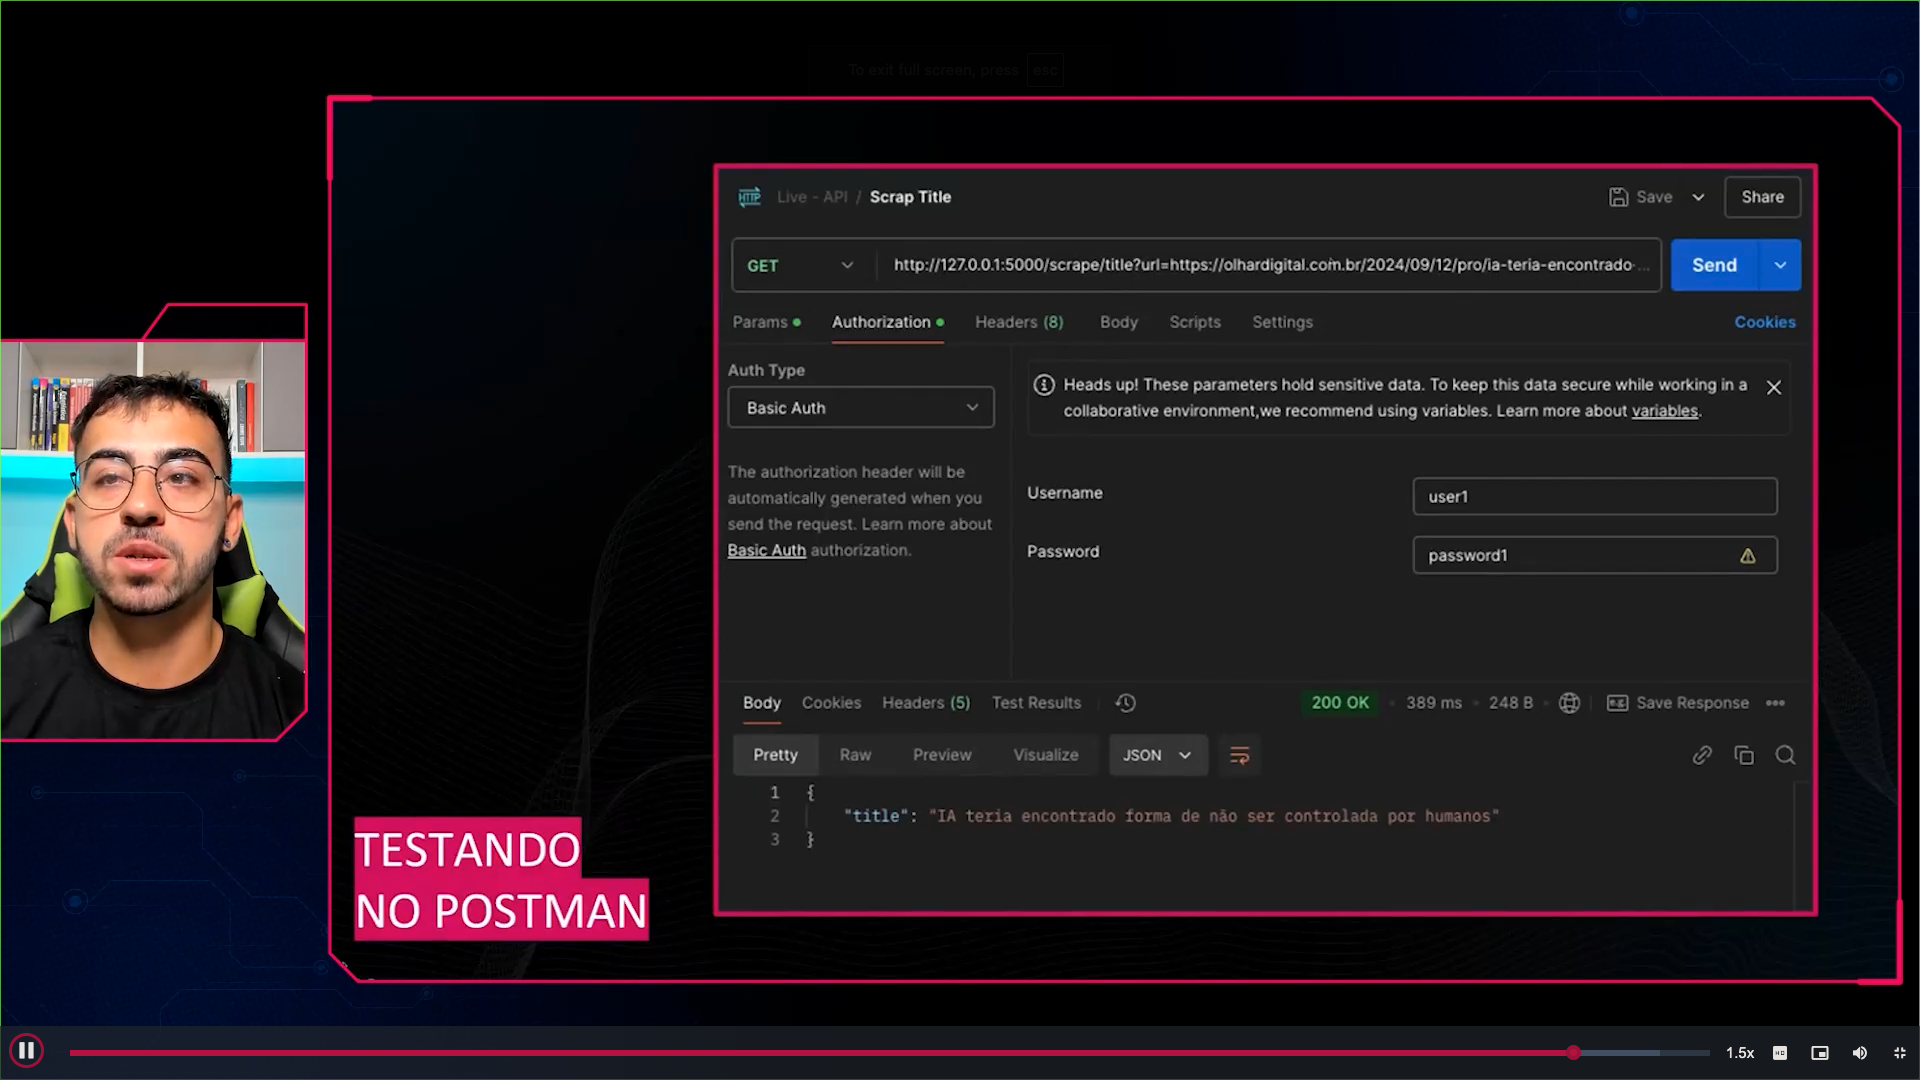 To exit full screen, press esc
Live - API / Scrap Title
Save
Share
GET
http://127.0.0.1:5000/scrape/title?url=https://olhardigital.com.br/2024/09/12/pro/ia-teria-encontrado-...
Send
Params
Authorization
Headers (8)
Body
Scripts
Settings
Cookies
Auth Type
Basic Auth
The authorization header will be
automatically generated when you
send the request. Learn more about
Basic Auth authorization.
Heads up! These parameters hold sensitive data. To keep this data secure while working in a
collaborative environment,we recommend using variables. Learn more about variables.
Username
user1
Password
password1
Body
Cookies
Headers (5)
Test Results
200 OK
389 ms
248 B
Save Response
Pretty
Raw
Preview
Visualize
JSON
1 {
2 "title": "IA teria encontrado forma de não ser controlada por humanos"
3 }
TESTANDO
NO POSTMAN
1.5x